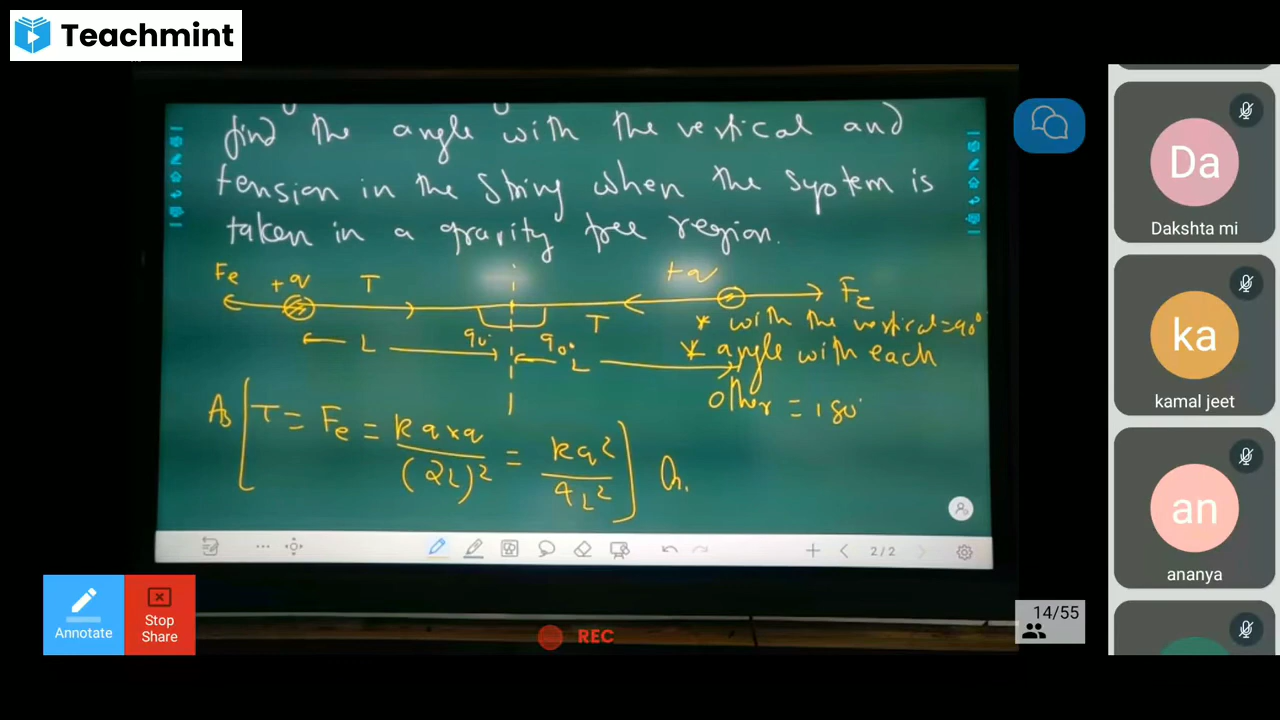 Teachmint
find the angle with the vertical and
tension in the string when the system is
taken in a gravity free region.
Fe +q T +q Fe
T
L 90° 90° L
* with the vertical = 90°
* angle with each
other = 180°
As [ T = Fe = kq×q / (2L)² = kq² / 4L² ]
2/2
Annotate
Stop
Share
REC
14/55
Da
Dakshta mi
ka
kamal jeet
an
ananya